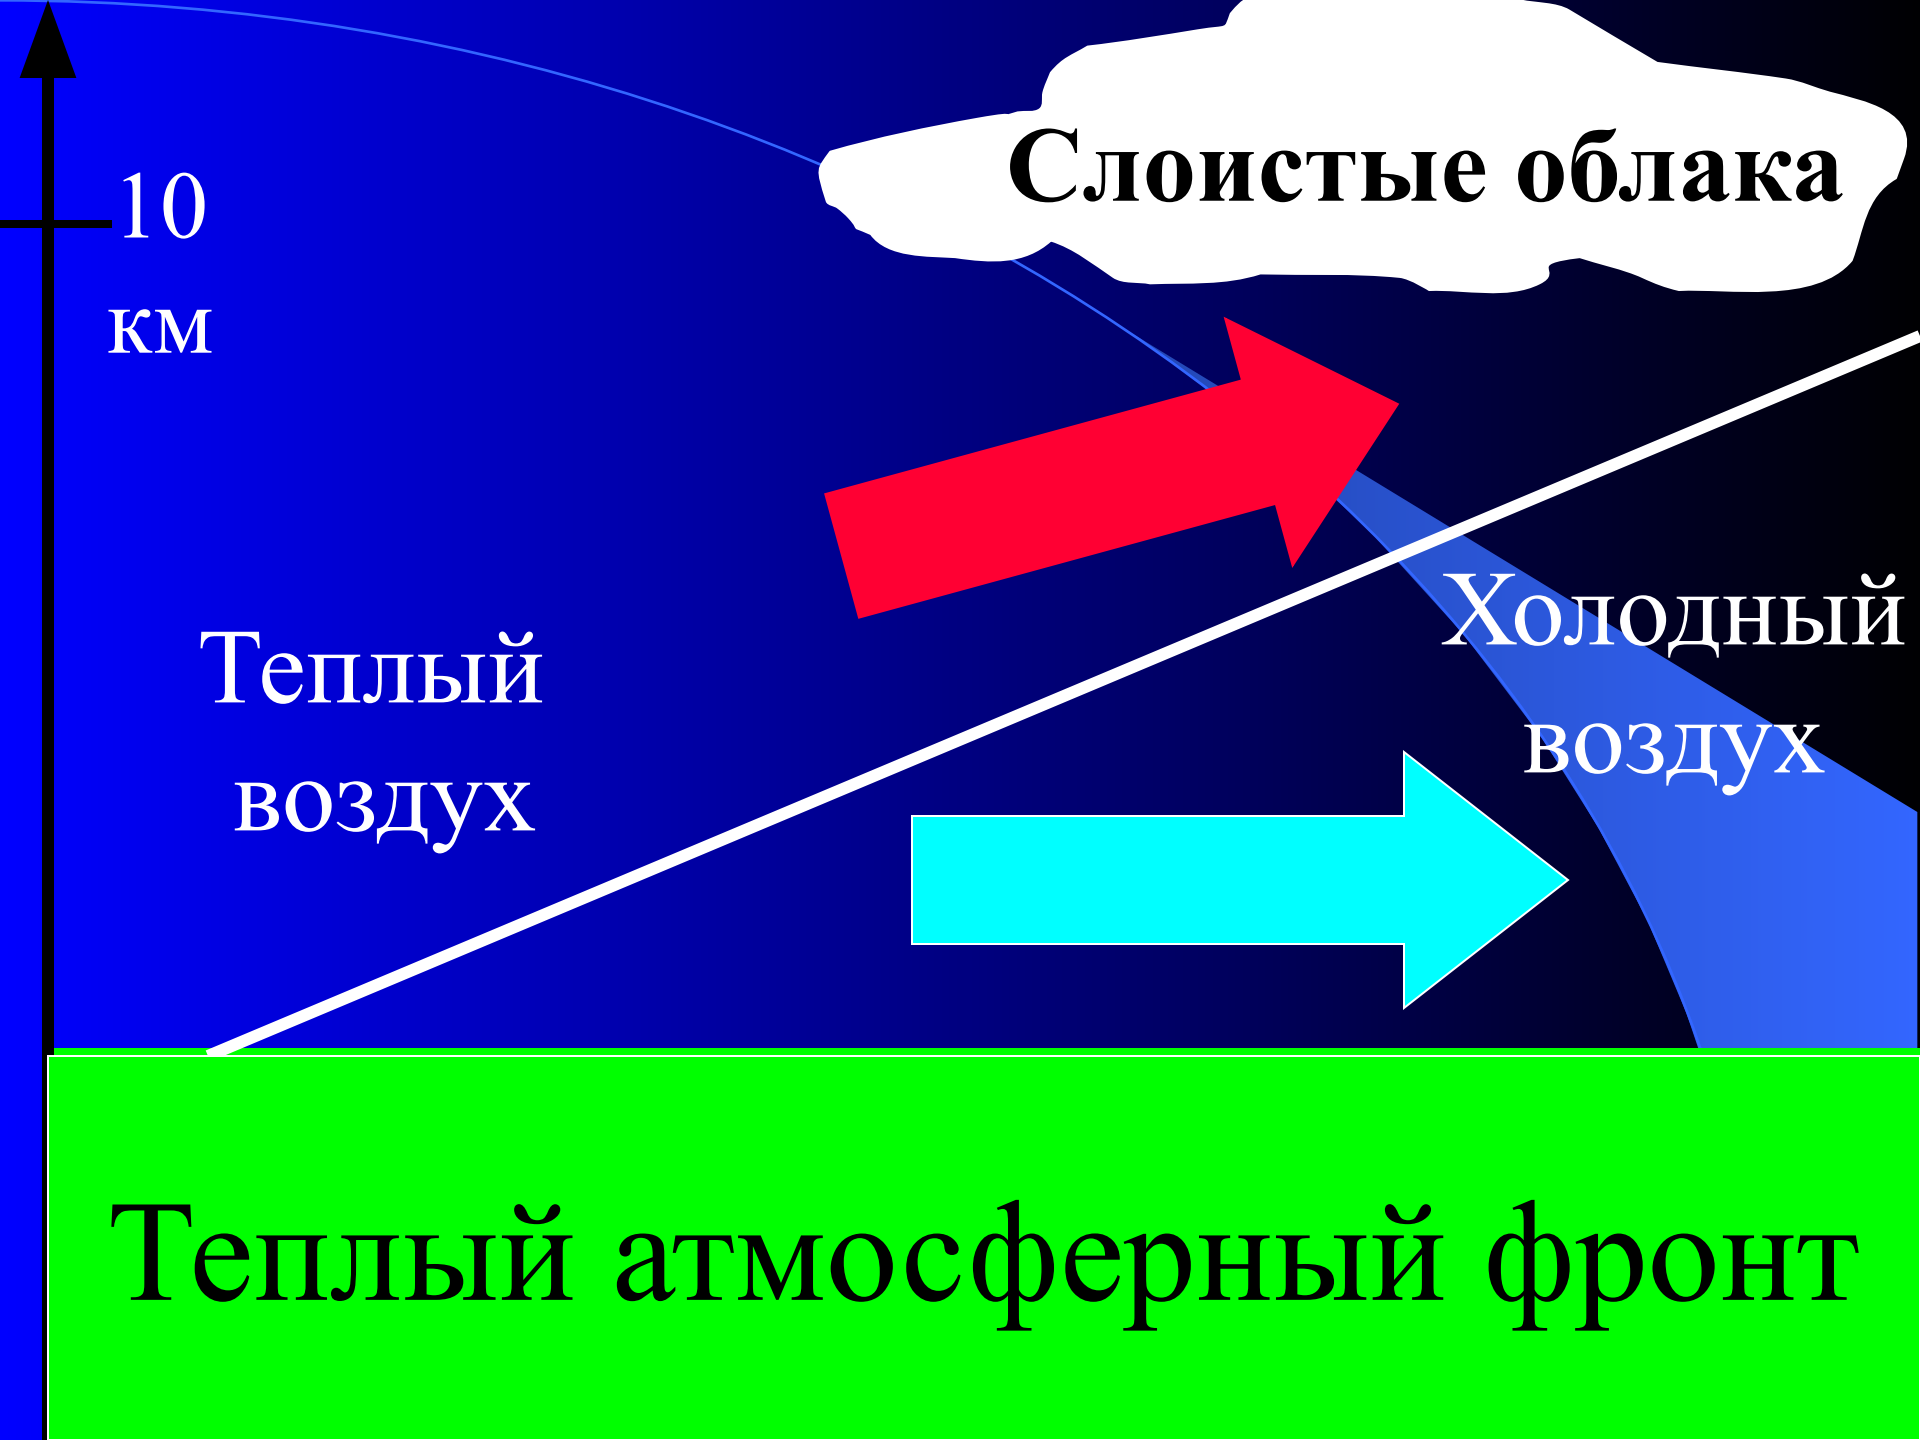 Слоистые облака
10
км
Теплый
воздух
Холодный
воздух
Теплый атмосферный фронт